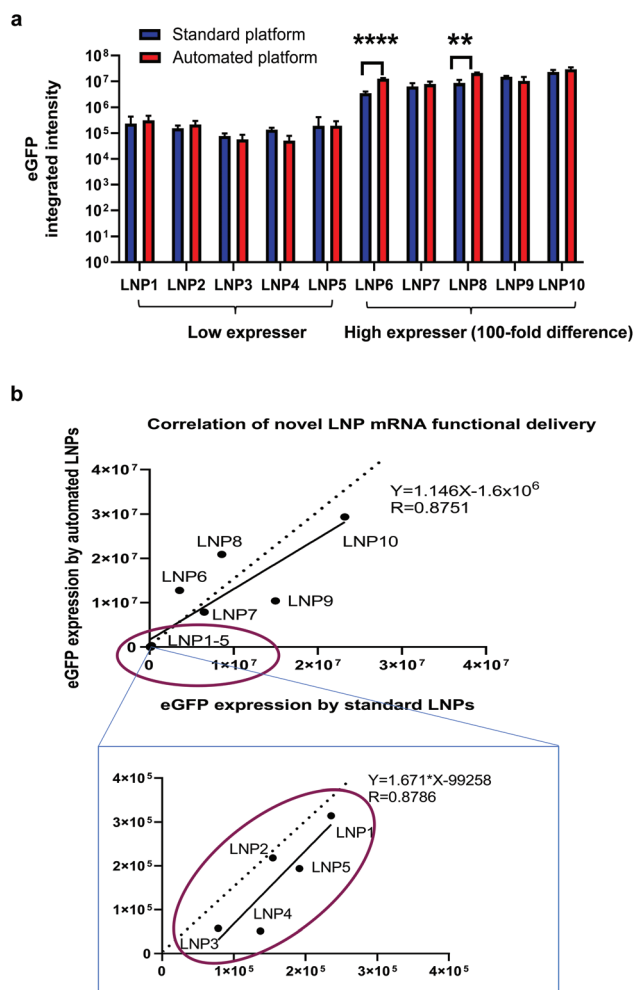 a
Standard platform
Automated platform
****
**
eGFP
integrated intensity
10⁸
10⁷
10⁶
10⁵
10⁴
10³
10²
10¹
10⁰
LNP1 LNP2 LNP3 LNP4 LNP5 LNP6 LNP7 LNP8 LNP9 LNP10
Low expresser
High expresser (100-fold difference)
b
Correlation of novel LNP mRNA functional delivery
eGFP expression by automated LNPs
4×10⁷
3×10⁷
2×10⁷
1×10⁷
0
Y=1.146X-1.6x10⁶
R=0.8751
LNP10
LNP8
LNP6
LNP9
LNP7
LNP1-5
0 1×10⁷ 2×10⁷ 3×10⁷ 4×10⁷
eGFP expression by standard LNPs
4×10⁵
3×10⁵
2×10⁵
1×10⁵
0
Y=1.671*X-99258
R=0.8786
LNP1
LNP2
LNP5
LNP4
LNP3
0 1×10⁵ 2×10⁵ 3×10⁵ 4×10⁵